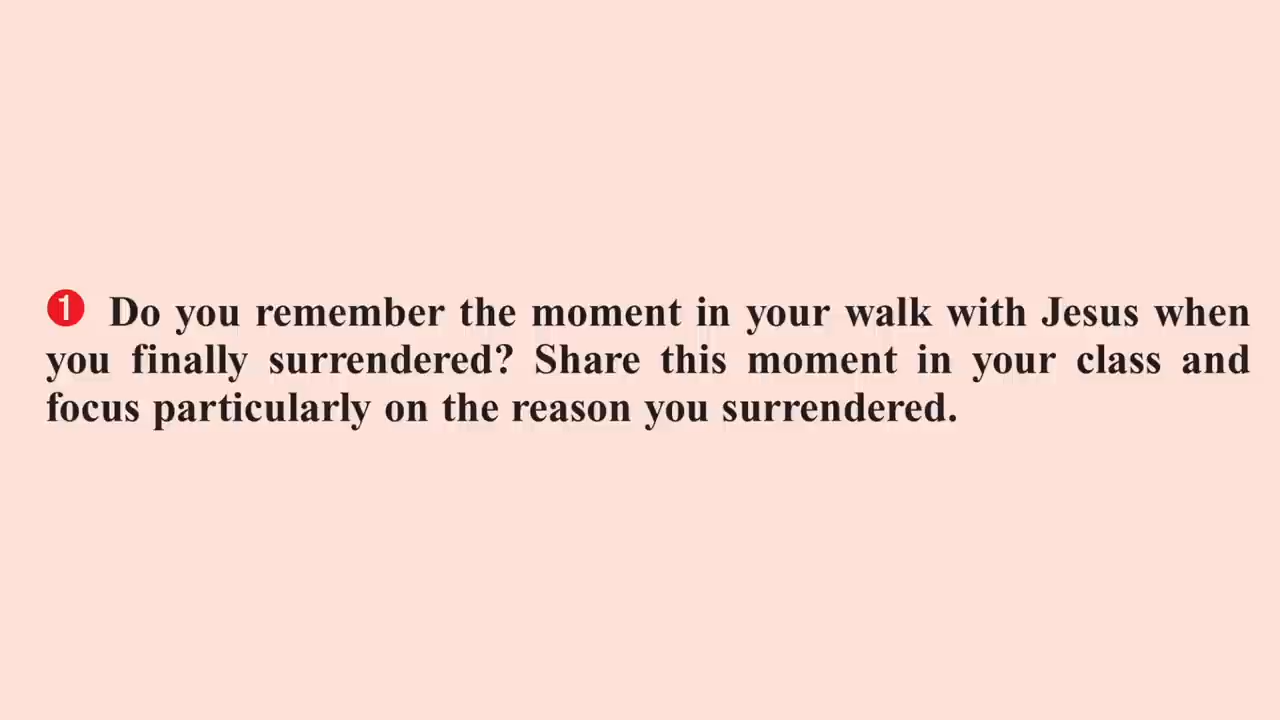 1 Do you remember the moment in your walk with Jesus when
you finally surrendered? Share this moment in your class and
focus particularly on the reason you surrendered.